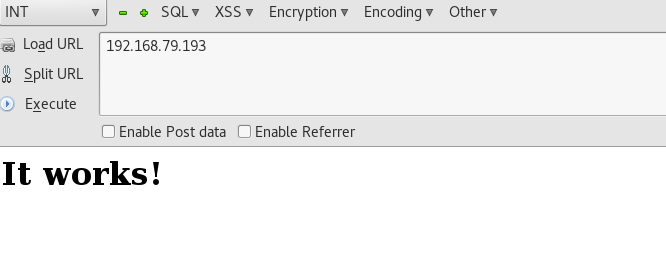 INT SQL XSS Encryption Encoding Other
Load URL 192.168.79.193
Split URL
Execute
Enable Post data Enable Referrer
It works!